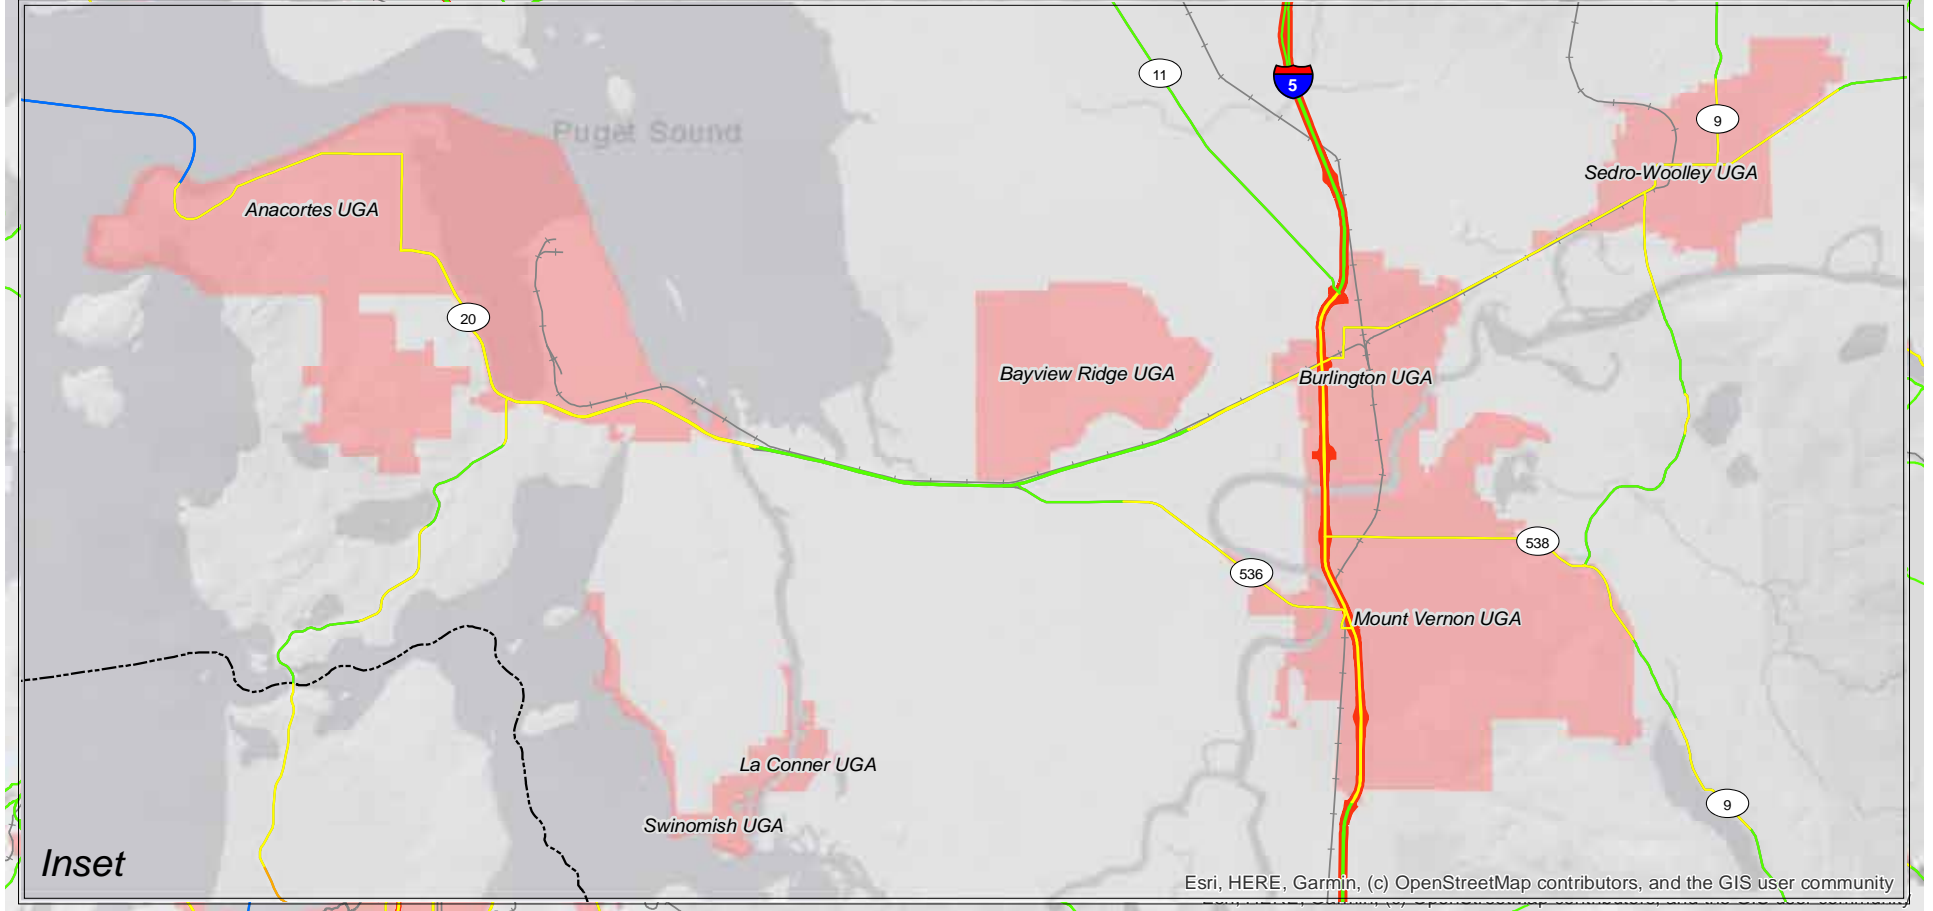 5
11
9
Puget Sound
Sedro-Woolley UGA
Anacortes UGA
20
Bayview Ridge UGA
Burlington UGA
538
536
Mount Vernon UGA
La Conner UGA
9
Swinomish UGA
Inset
Esri, HERE, Garmin, (c) OpenStreetMap contributors, and the GIS user community